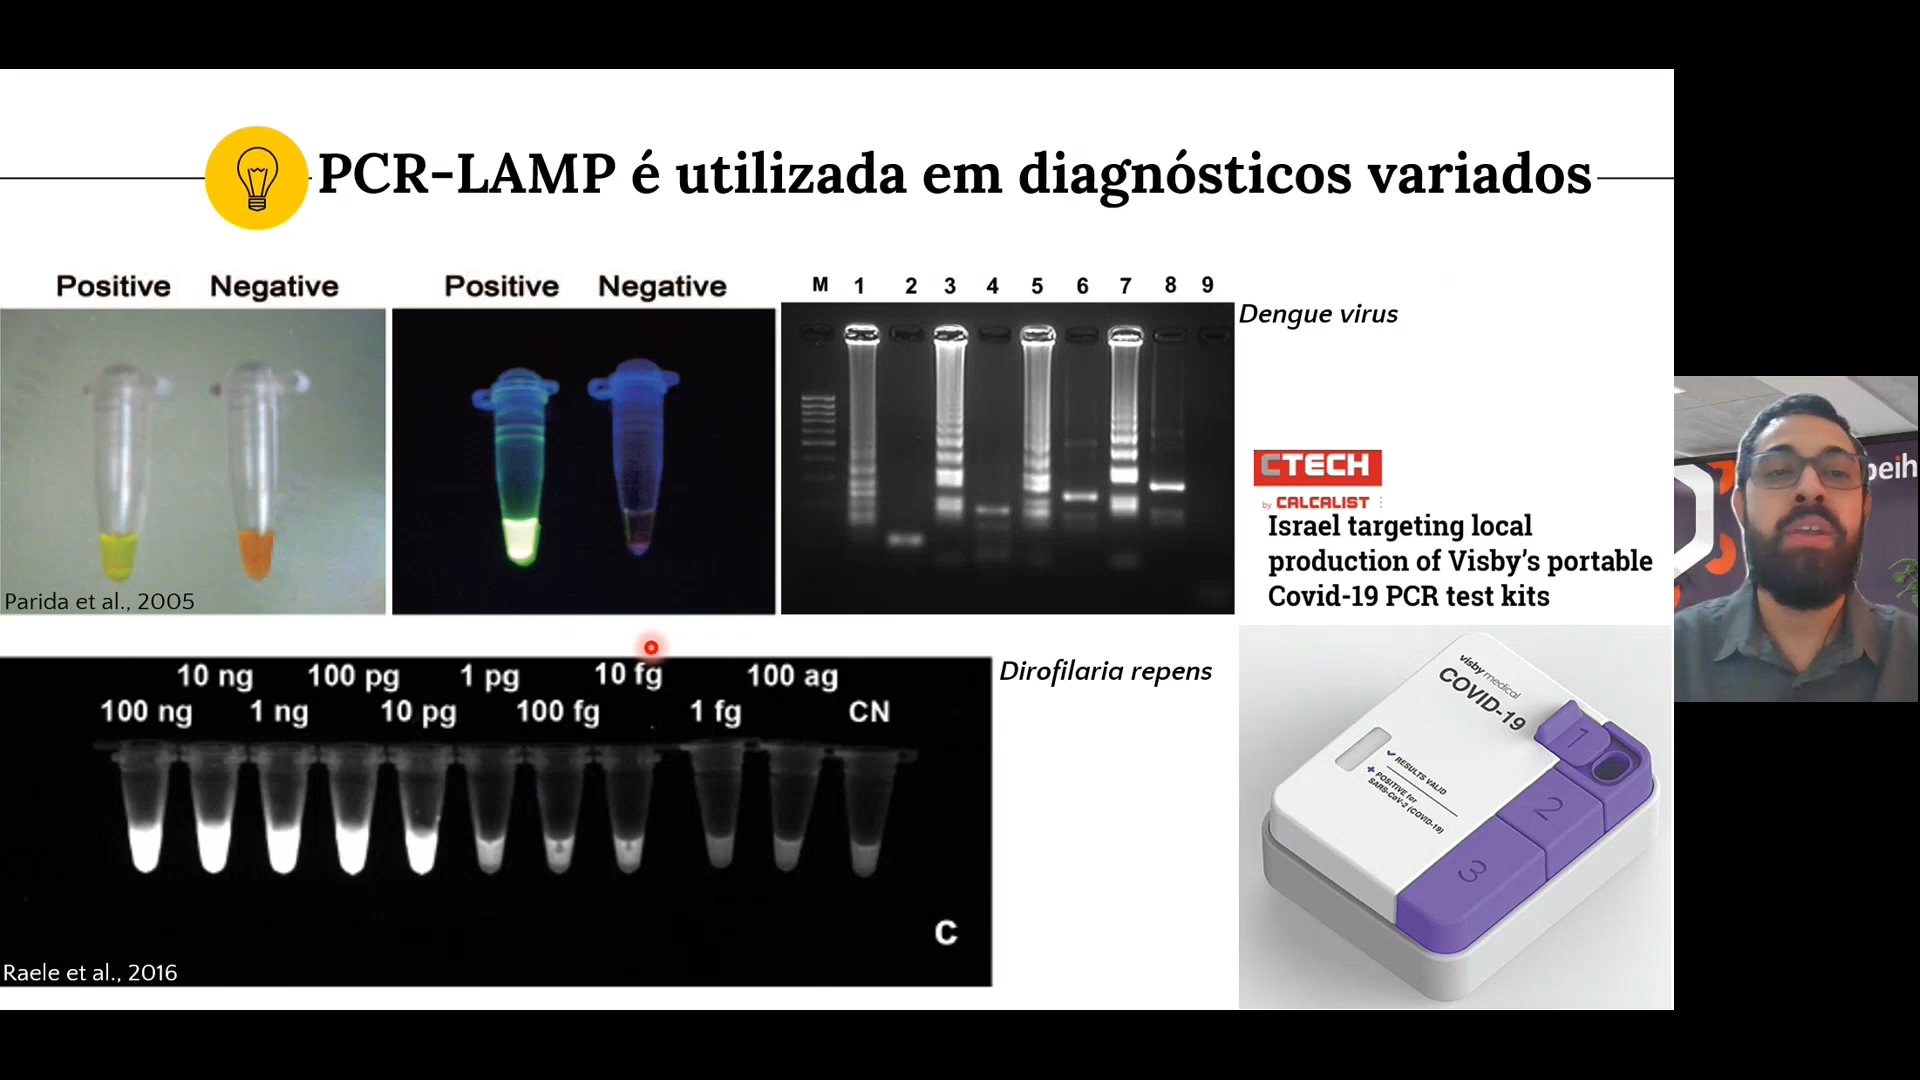 PCR-LAMP é utilizada em diagnósticos variados
Positive Negative
Positive Negative
M 1 2 3 4 5 6 7 8 9
Dengue virus
Parida et al., 2005
CTECH
by CALCALIST
Israel targeting local
production of Visby's portable
Covid-19 PCR test kits
10 ng 100 pg 1 pg 10 fg 100 ag
100 ng 1 ng 10 pg 100 fg 1 fg CN
C
Raele et al., 2016
Dirofilaria repens
visby medical
COVID-19
RESULTS VALID
+ POSITIVE for
SARS-CoV-2 (COVID-19)
1
2
3
beih